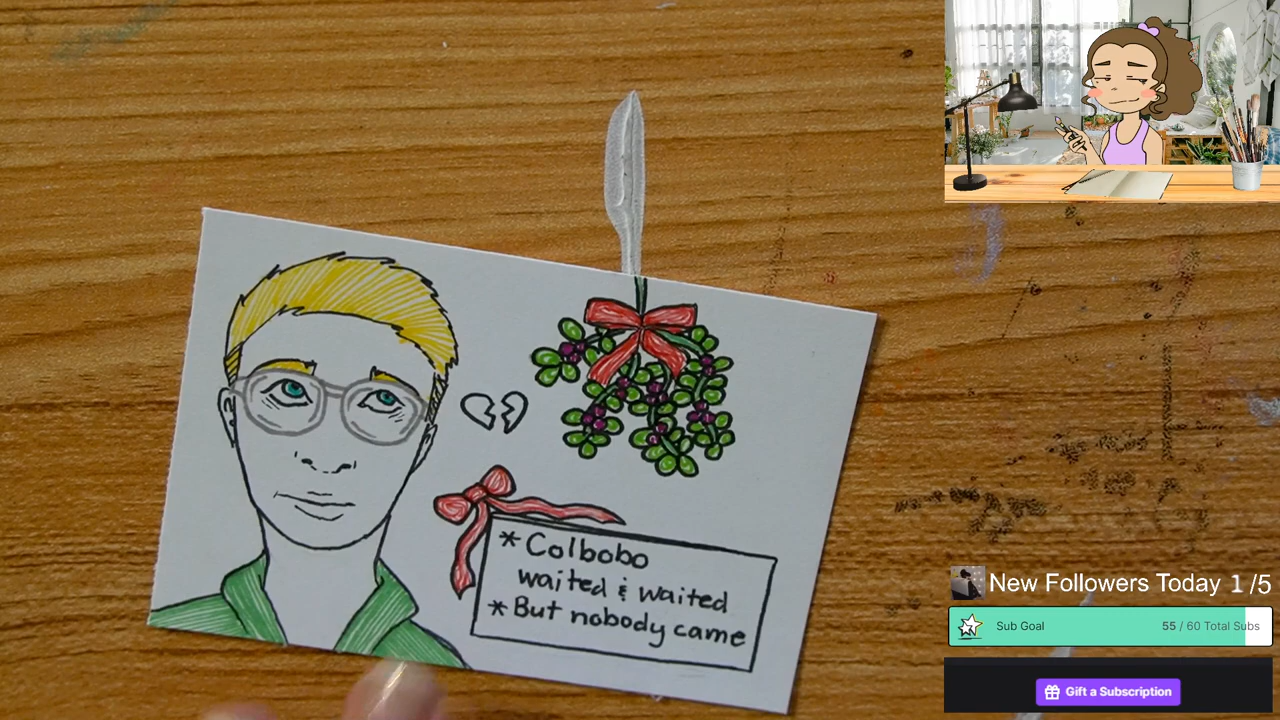 * Colbobo
waited & waited
* But nobody came
New Followers Today 1 /5
Sub Goal
55 / 60 Total Subs
Gift a Subscription